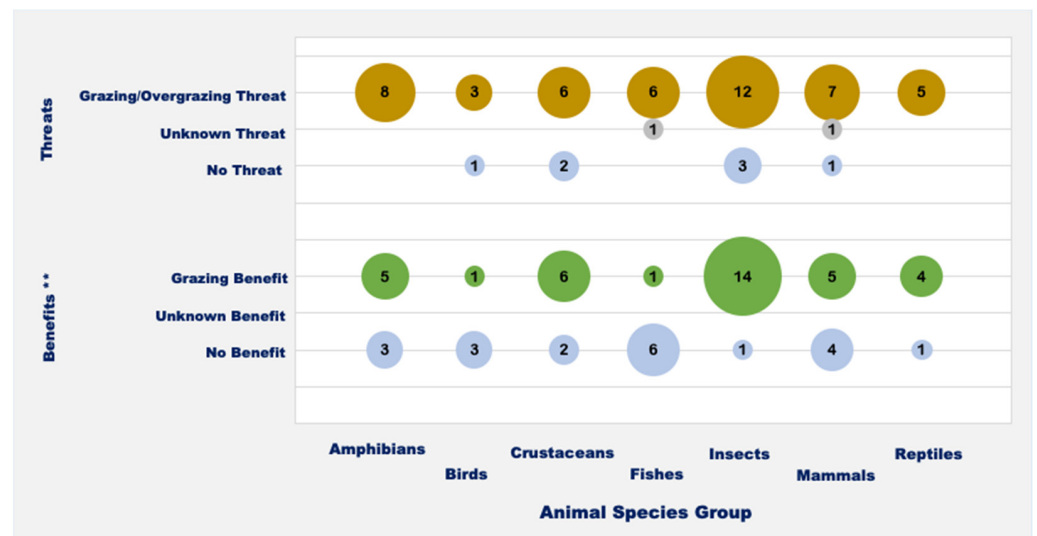 Threats
Grazing/Overgrazing Threat
8 3 6 6 12 7 5
Unknown Threat
1 1
No Threat
1 2 3 1
Benefits **
Grazing Benefit
5 1 6 1 14 5 4
Unknown Benefit
No Benefit
3 3 2 6 1 4 1
Amphibians
Birds
Crustaceans
Fishes
Insects
Mammals
Reptiles
Animal Species Group